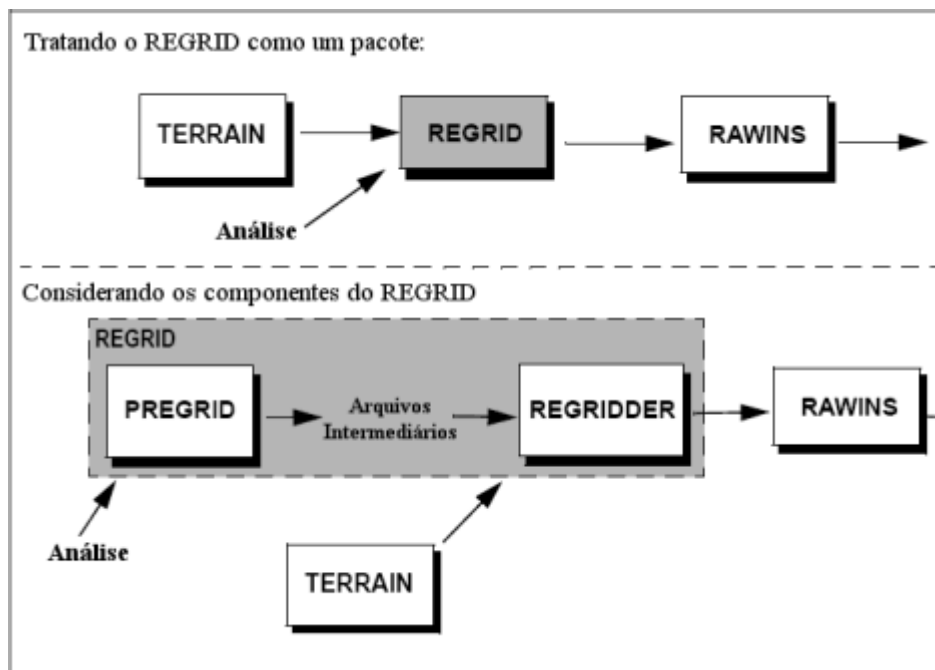 Tratando o REGRID como um pacote:
TERRAIN
REGRID
RAWINS
Análise
Considerando os componentes do REGRID
REGRID
PREGRID
Arquivos
Intermediários
REGRIDDER
RAWINS
Análise
TERRAIN